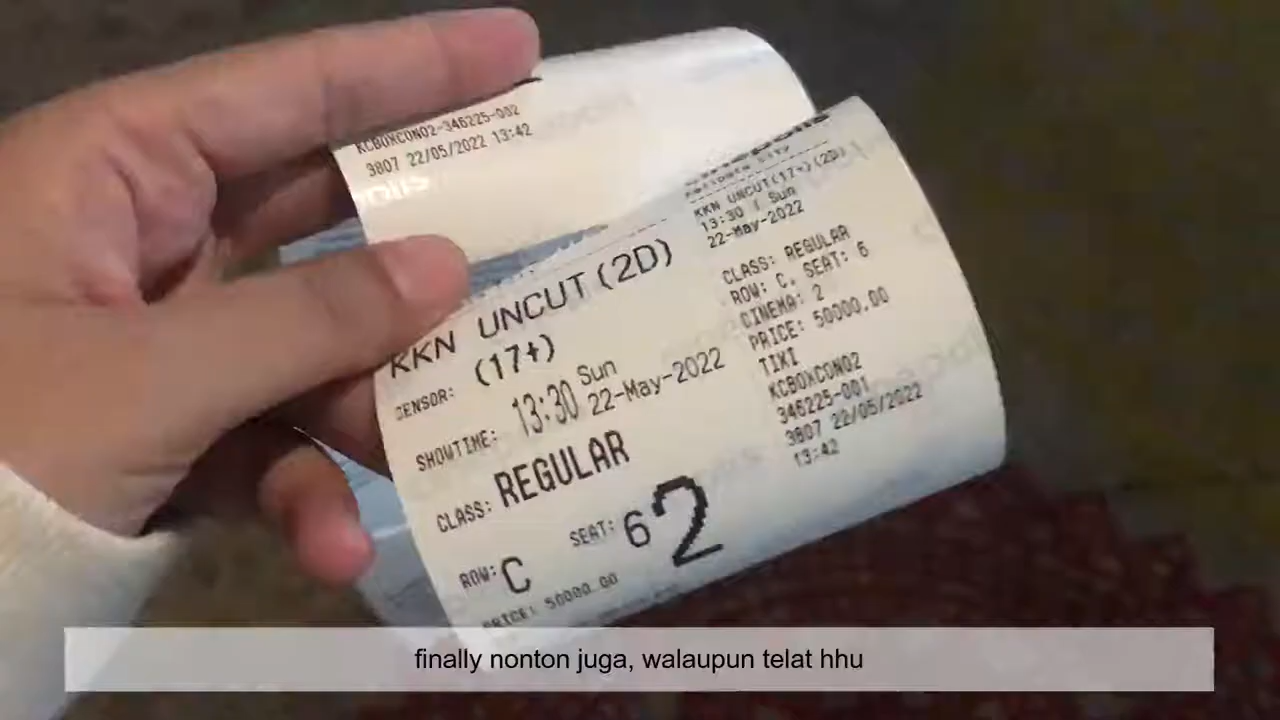 KCBOXCON02-346225-002
3807 22/05/2022 13:42
KKN UNCUT(2D)
(17+)
CENSOR:
SHOWTIME: 13:30 Sun
22-May-2022
CLASS: REGULAR
ROW: C SEAT: 6 2
PRICE: 50000.00
KKN UNCUT(17+)(2D)
13:30 | Sun
22-May-2022
CLASS: REGULAR
ROW: C, SEAT: 6
CINEMA: 2
PRICE: 50000.00
TIKI
KCBOXCON02
346225-001
3807 22/05/2022
13:42
finally nonton juga, walaupun telat hhu